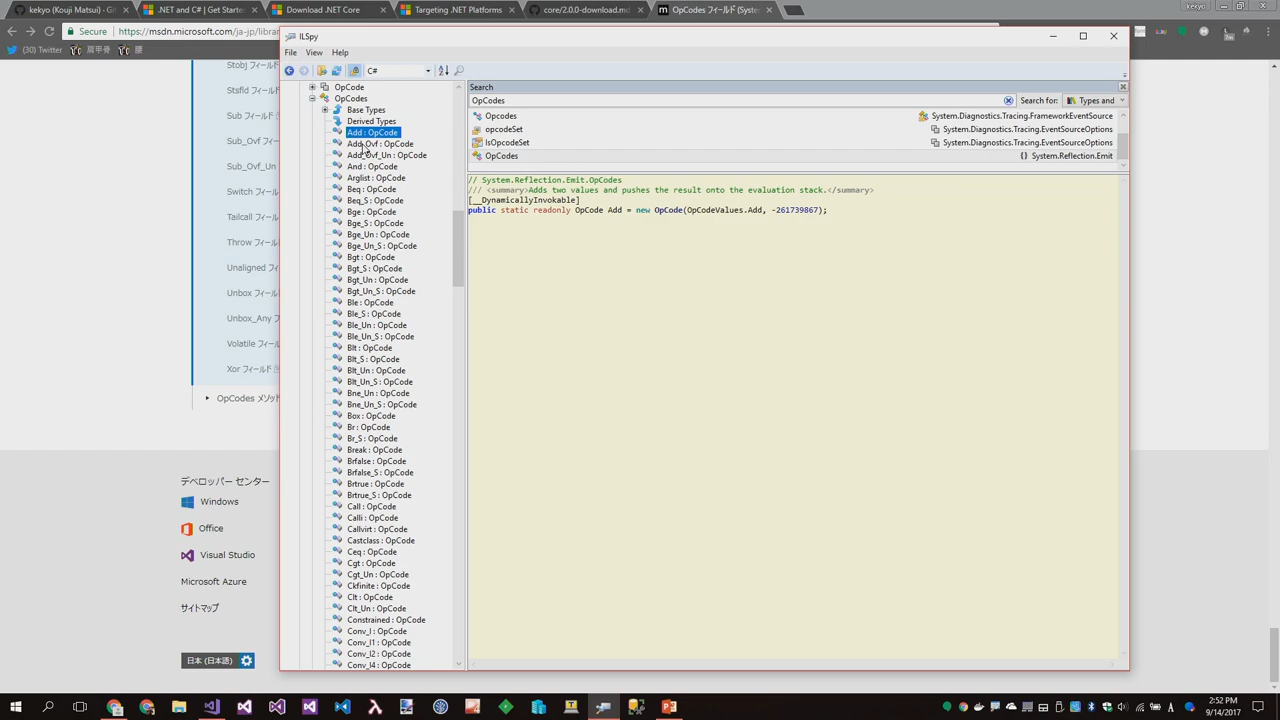 kekyo (Kouji Matsui) · Git
.NET and C# | Get Starte
Download .NET Core
Targeting .NET Platforms
core/2.0.0-download.md
OpCodes フィールド (Syste
kekyo
Secure
https://msdn.microsoft.com/ja-jp/librar
(30) Twitter
肩甲骨
腰
Stobj フィールド
Stsfld フィールド
Sub フィールド
Sub_Ovf フィールド
Sub_Ovf_Un
Switch フィールド
Tailcall フィールド
Throw フィールド
Unaligned フィ
Unbox フィールド
Unbox_Any フ
Volatile フィー
Xor フィールド
OpCodes メソッド
デベロッパー センター
Windows
Office
Visual Studio
Microsoft Azure
サイトマップ
日本 (日本語)
ILSpy
File View Help
C#
OpCode
OpCodes
Base Types
Derived Types
Add : OpCode
Add_Ovf : OpCode
Add_Ovf_Un : OpCode
And : OpCode
Arglist : OpCode
Beq : OpCode
Beq_S : OpCode
Bge : OpCode
Bge_S : OpCode
Bge_Un : OpCode
Bge_Un_S : OpCode
Bgt : OpCode
Bgt_S : OpCode
Bgt_Un : OpCode
Bgt_Un_S : OpCode
Ble : OpCode
Ble_S : OpCode
Ble_Un : OpCode
Ble_Un_S : OpCode
Blt : OpCode
Blt_S : OpCode
Blt_Un : OpCode
Blt_Un_S : OpCode
Bne_Un : OpCode
Bne_Un_S : OpCode
Box : OpCode
Br : OpCode
Br_S : OpCode
Break : OpCode
Brfalse : OpCode
Brfalse_S : OpCode
Brtrue : OpCode
Brtrue_S : OpCode
Call : OpCode
Calli : OpCode
Callvirt : OpCode
Castclass : OpCode
Ceq : OpCode
Cgt : OpCode
Cgt_Un : OpCode
Ckfinite : OpCode
Clt : OpCode
Clt_Un : OpCode
Constrained : OpCode
Conv_I : OpCode
Conv_I1 : OpCode
Conv_I2 : OpCode
Conv_I4 : OpCode
Search
OpCodes
Search for:
Types and
Opcodes
System.Diagnostics.Tracing.FrameworkEventSource
opcodeSet
System.Diagnostics.Tracing.EventSourceOptions
IsOpcodeSet
System.Diagnostics.Tracing.EventSourceOptions
OpCodes
{} System.Reflection.Emit
// System.Reflection.Emit.OpCodes
/// <summary>Adds two values and pushes the result onto the evaluation stack.</summary>
[__DynamicallyInvokable]
public static readonly OpCode Add = new OpCode(OpCodeValues.Add, -261739867);
2:52 PM
9/14/2017